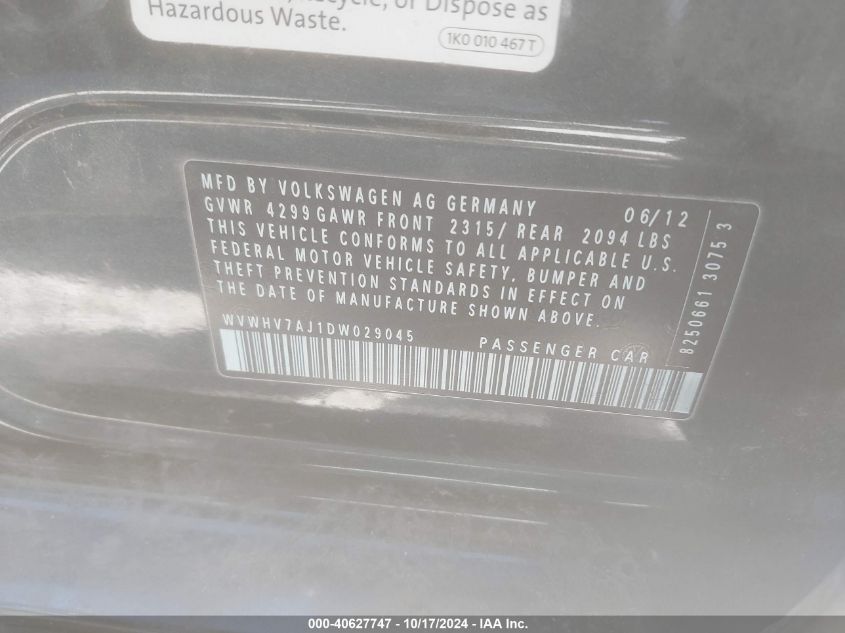 or Dispose as
Hazardous Waste.
1K0 010 467 T
MFD BY VOLKSWAGEN AG GERMANY 06/12
GVWR 4299 GAWR FRONT 2315/ REAR 2094 LBS
THIS VEHICLE CONFORMS TO ALL APPLICABLE U.S.
FEDERAL MOTOR VEHICLE SAFETY, BUMPER AND
THEFT PREVENTION STANDARDS IN EFFECT ON
THE DATE OF MANUFACTURE SHOWN ABOVE.
WVWHV7AJ1DW029045 PASSENGER CAR
8250661 3075 3
000-40627747 - 10/17/2024 - IAA Inc.